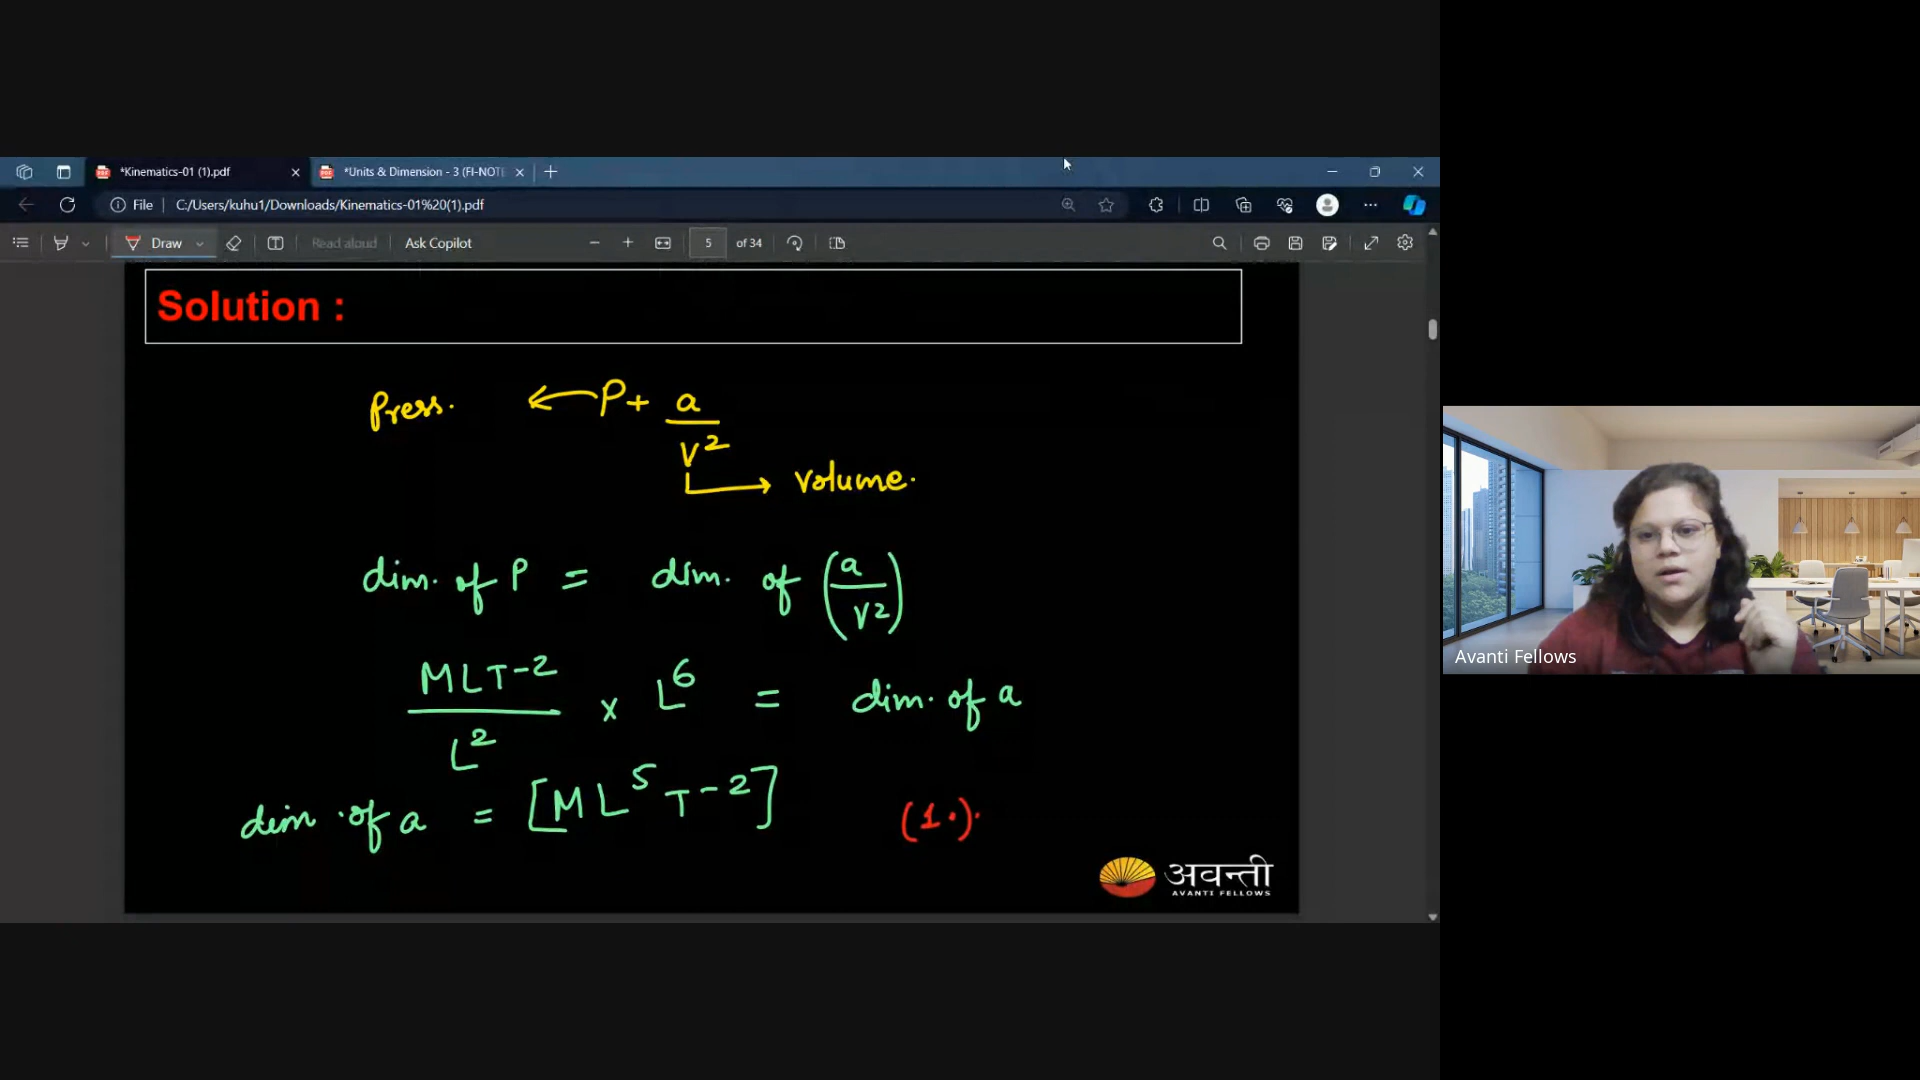 *Kinematics-01 (1).pdf
*Units & Dimension - 3 (FI-NOTE
File
C:/Users/kuhu1/Downloads/Kinematics-01%20(1).pdf
Draw
Read aloud
Ask Copilot
5 of 34
Solution :
Press. ← P + a
V²
→ volume.
dim. of P = dim. of (a/V²)
MLT-2
× L⁶ = dim. of a
L²
dim. of a = [ML⁵T-2]
(1.).
अवन्ती
AVANTI FELLOWS
Avanti Fellows